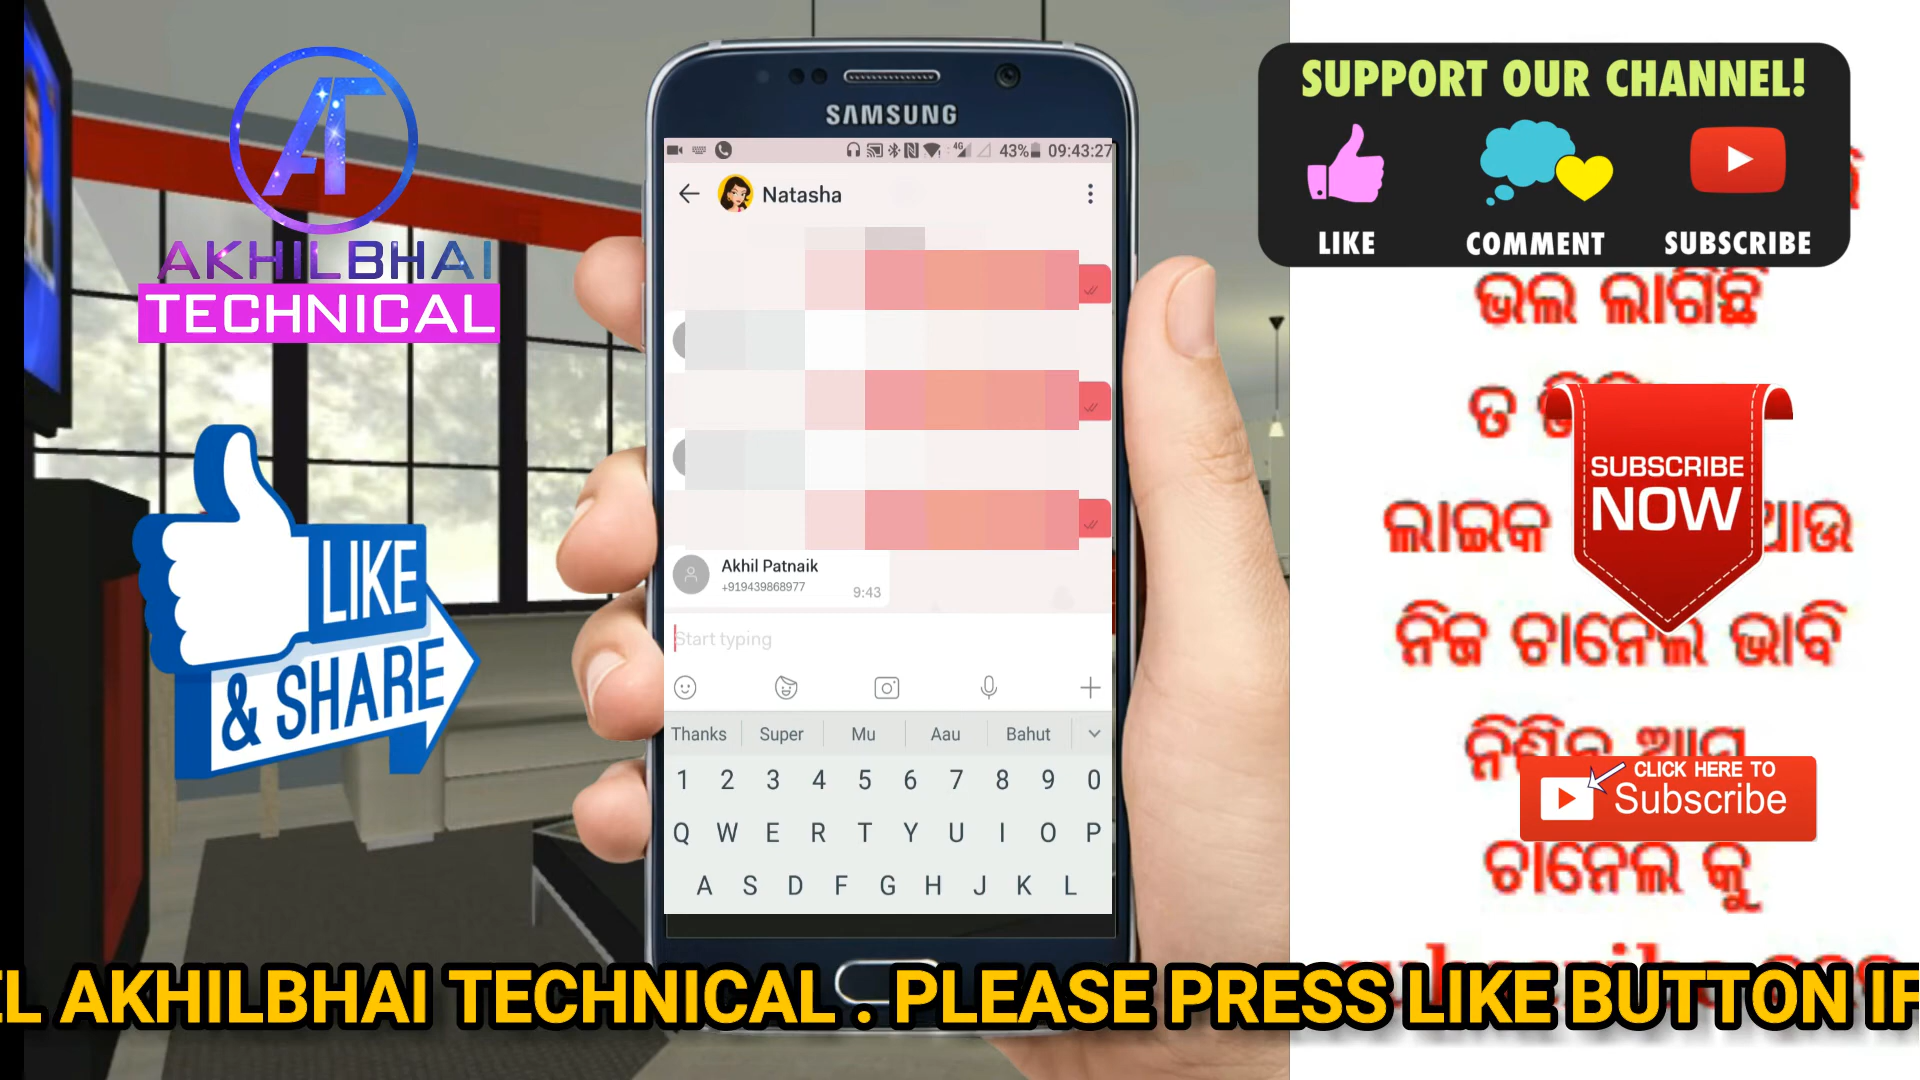 AKHILBHAI
TECHNICAL
LIKE
& SHARE
SAMSUNG
4G
43%
09:43:27
Natasha
Akhil Patnaik
+919439868977
9:43
Start typing
Thanks Super Mu Aau Bahut
1 2 3 4 5 6 7 8 9 0
Q W E R T Y U I O P
A S D F G H J K L
SUPPORT OUR CHANNEL!
LIKE COMMENT SUBSCRIBE
ଭଲ ଲାଗିଛି
ତ
SUBSCRIBE
NOW
ଲାଇକ
ନିଜ ଚାନେଲ ଭାବି
CLICK HERE TO
Subscribe
ଚାନେଲ କୁ
AKHILBHAI TECHNICAL . PLEASE PRESS LIKE BUTTON IF